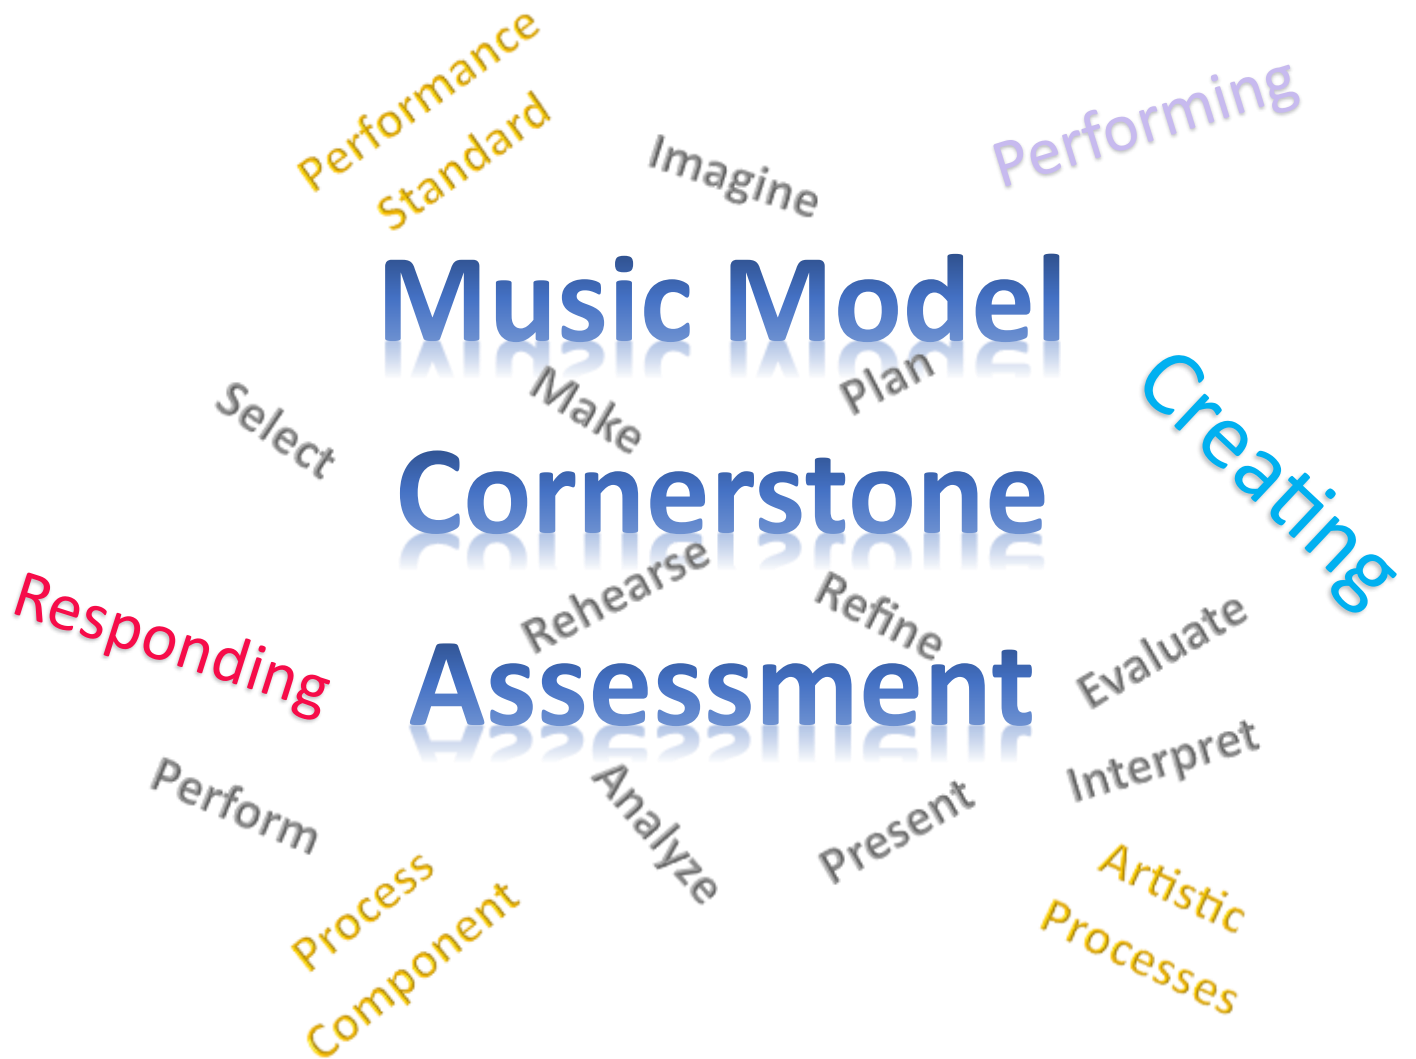 Performance
Standard
Performing
Imagine
Music Model
Make
Plan
Select
Creating
Cornerstone
Rehearse
Refine
Responding
Evaluate
Assessment
Interpret
Perform
Analyze
Present
Process
Component
Artistic
Processes